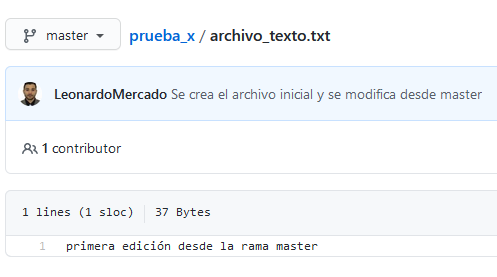 master prueba_x / archivo_texto.txt
LeonardoMercado Se crea el archivo inicial y se modifica desde master
1 contributor
1 lines (1 sloc) 37 Bytes
1 primera edición desde la rama master